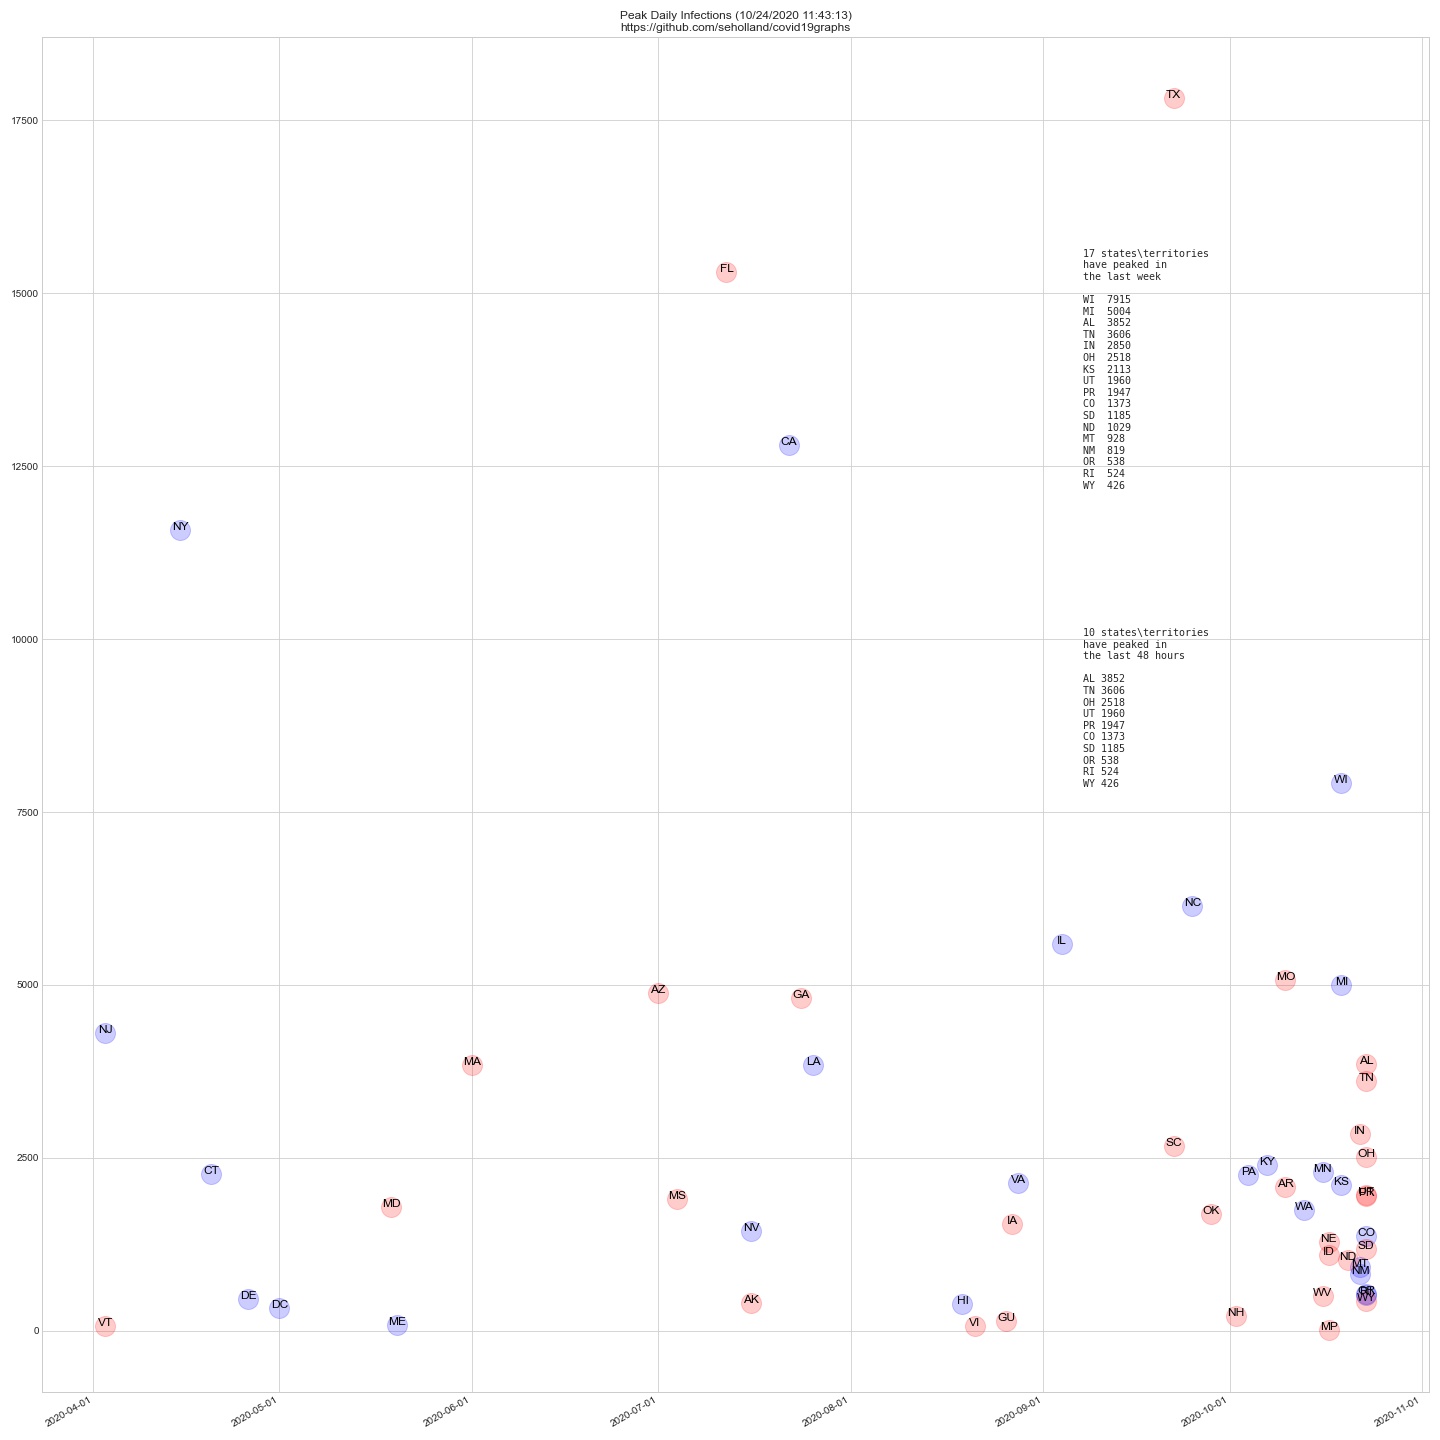 Peak Daily Infections (10/24/2020 11:43:13)
https://github.com/seholland/covid19graphs
TX
17500
17 states\territories
have peaked in
the last week
FL
15000
WI 7915
MI 5004
AL 3852
TN 3606
IN 2850
OH 2518
KS 2113
UT 1960
PR 1947
CO 1373
SD 1185
ND 1029
MT 928
NM 819
OR 538
RI 524
WY 426
CA
12500
NY
10000
10 states\territories
have peaked in
the last 48 hours
AL 3852
TN 3606
OH 2518
UT 1960
PR 1947
CO 1373
SD 1185
OR 538
RI 524
WY 426
WI
7500
NC
IL
5000
AZ
GA
MO
MI
NJ
MA
LA
AL
TN
IN
SC
2500
OH
CT
VA
PA
KY
MN
KS
AR
MD
MS
OK
WA
NV
IA
NE
CO
ID
SD
ND
MT
NM
DE
DC
AK
HI
WV
WY
VT
ME
VI
GU
NH
MP
0
2020-04-01
2020-05-01
2020-06-01
2020-07-01
2020-08-01
2020-09-01
2020-10-01
2020-11-01